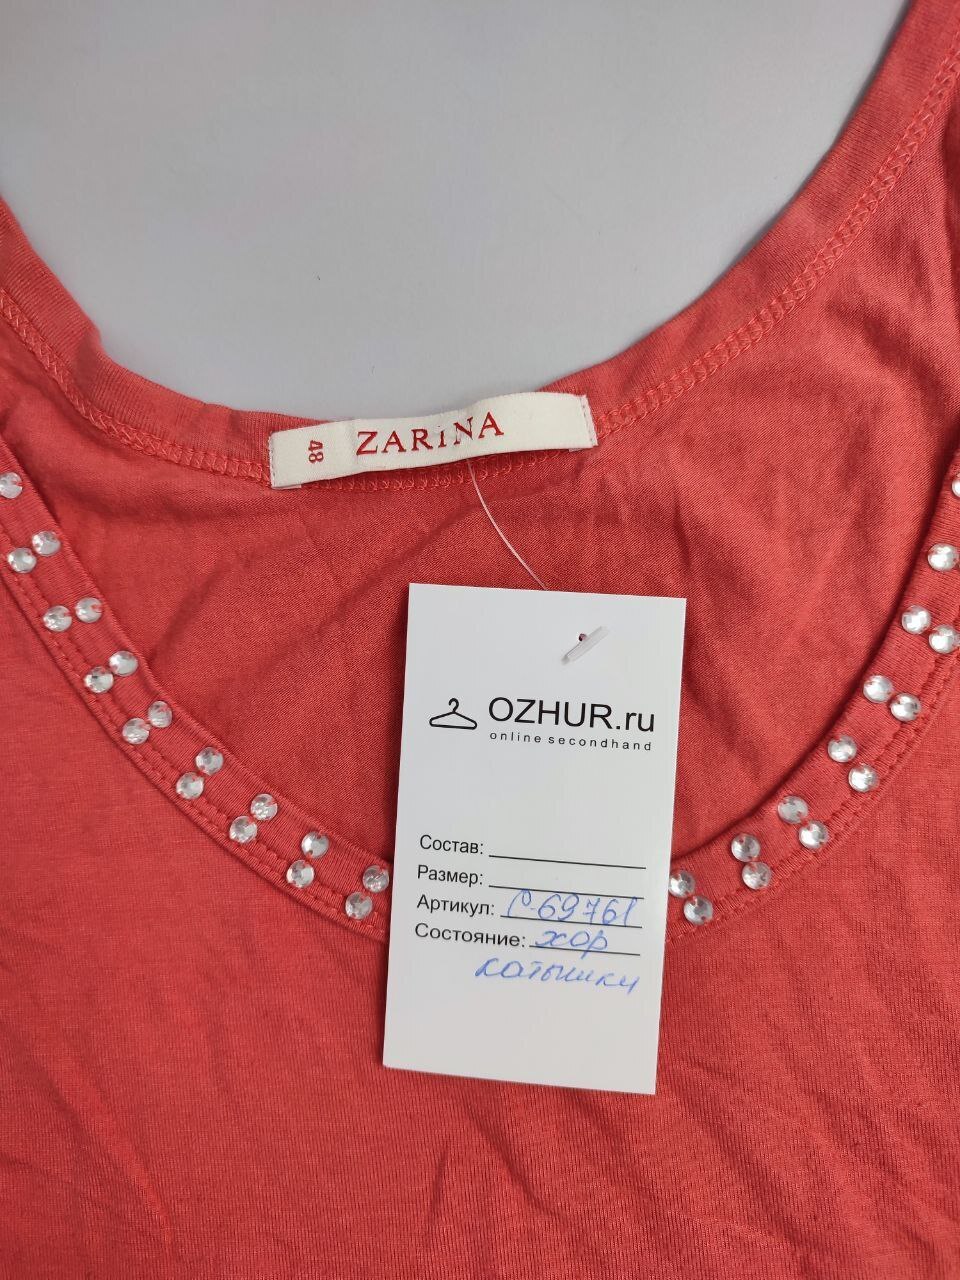 48
ZARINA
OZHUR.ru
online secondhand
Состав:
Размер:
Артикул: Р-69761
Состояние: хор
катышки